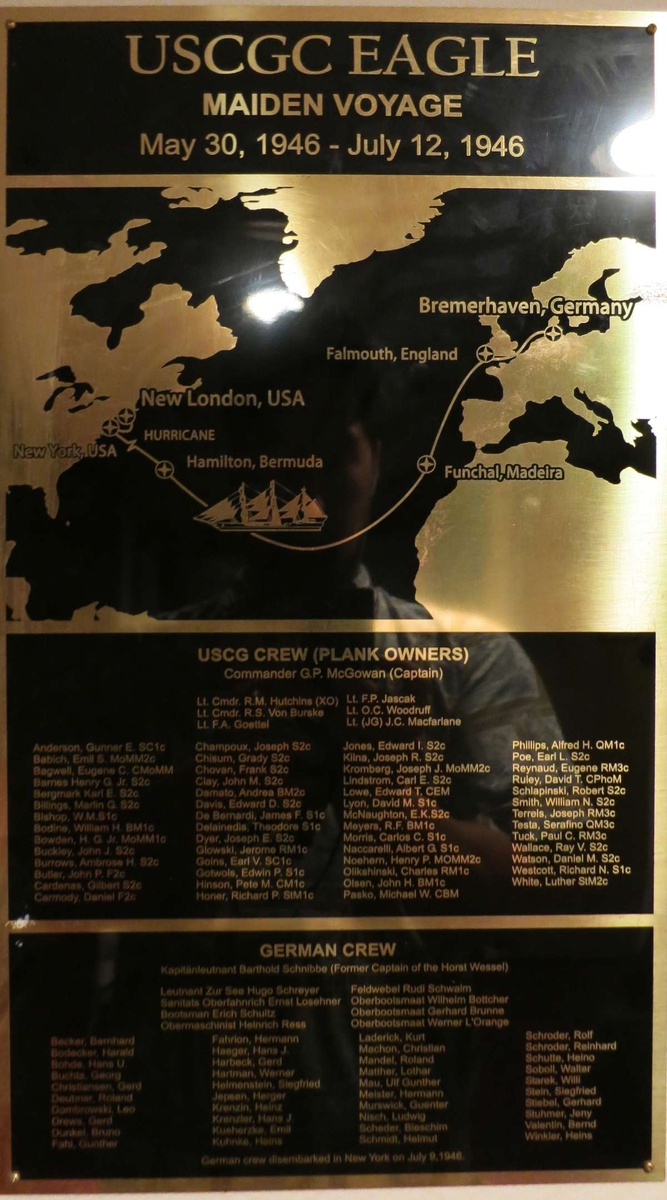 USCGC EAGLE
MAIDEN VOYAGE
May 30, 1946 - July 12, 1946
Bremerhaven, Germany
Falmouth, England
New London, USA
HURRICANE
New York, USA
Hamilton, Bermuda
Funchal, Madeira
USCG CREW (PLANK OWNERS)
Commander G.P. McGowan (Captain)
Lt. Cmdr. R.M. Hutchins (XO)
Lt. Cmdr. R.S. Von Burske
Lt. F.A. Goettel
Lt. F.P. Jascak
Lt. O.C. Woodruff
Lt. (JG) J.C. Macfarlane
Anderson, Gunner E. SC1c
Babich, Emil S. MoMM2c
Bagwell, Eugene C. CMoMM
Barnes Henry G. Jr. S2c
Bergmark Karl E. S2c
Billings, Marlin G. S2c
Bishop, W.M.S1c
Bodine, William H. BM1c
Bowden, H. G. Jr. MoMM1c
Buckley, John J. S2c
Burrows, Ambrose H. S2c
Butler, John P. F2c
Cardenas, Gilbert S2c
Carmody, Daniel F2c
Champoux, Joseph S2c
Chisum, Grady S2c
Chovan, Frank S2c
Clay, John M. S2c
Damato, Andrea BM2c
Davis, Edward D. S2c
De Bernardi, James F. S1c
Delainedis, Theodore S1c
Dyer, Joseph E. S2c
Glowski, Jerome RM1c
Goins, Earl V. SC1c
Gotwols, Edwin P. S1c
Hinson, Pete M. CM1c
Honer, Richard P. StM1c
Jones, Edward I. S2c
Kilna, Joseph R. S2c
Kromberg, Joseph J. MoMM2c
Lindstrom, Carl E. S2c
Lowe, Edward T. CEM
Lyon, David M. S1c
McNaughton, E.K.S2c
Meyers, R.F. BM1c
Morris, Carlos C. S1c
Naccarelli, Albert G S1c
Noehern, Henry P. MOMM2c
Olikshinski, Charles RM1c
Olsen, John H. BM1c
Pasko, Michael W. CBM
Phillips, Alfred H. QM1c
Poe, Earl L. S2c
Reynaud, Eugene RM3c
Ruley, David T. CPhoM
Schlapinski, Robert S2c
Smith, William N. S2c
Terrels, Joseph RM3c
Testa, Serafino QM3c
Tuck, Paul C. RM3c
Wallace, Ray V. S2c
Watson, Daniel M. S2c
Westcott, Richard N. S1c
White, Luther StM2c
GERMAN CREW
Kapitänleutnant Barthold Schnibbe (Former Captain of the Horst Wessel)
Leutnant Zur See Hugo Schreyer
Sanitats Oberfahnrich Ernst Losehner
Bootsman Erich Schultz
Obermaschinist Heinrich Ress
Feldwebel Rudi Schwalm
Oberbootsmaat Wilhelm Bottcher
Oberbootsmaat Gerhard Brunne
Oberbootsmaat Werner L'Orange
Becker, Bernhard
Bodecker, Harald
Bohde, Hans U
Buchtz, Georg
Christiansen, Gerd
Deutmer, Roland
Dombrowski, Leo
Drews, Gerd
Dunkel, Bruno
Fahl, Gunther
Fahrion, Hermann
Haeger, Hans J.
Harbeck, Gerd
Hartman, Werner
Helmenstein, Siegfried
Jepsen, Herger
Krenzin, Heinz
Krenzler, Hans J.
Kusherzke, Emil
Kuhnke, Heins
Laderick, Kurt
Machon, Christian
Mandel, Roland
Matther, Lothar
Mau, Ulf Gunther
Meister, Hermann
Murswick, Guenter
Nisch, Ludwig
Scheder, Bleschim
Schmidt, Helmut
Schroder, Rolf
Schroder, Reinhard
Schutte, Heino
Soboll, Walter
Starek, Willi
Stein, Siegfried
Stiebel, Gerhard
Stuhmer, Jeny
Valentin, Bernd
Winkler, Heins
German crew disembarked in New York on July 9,1946.